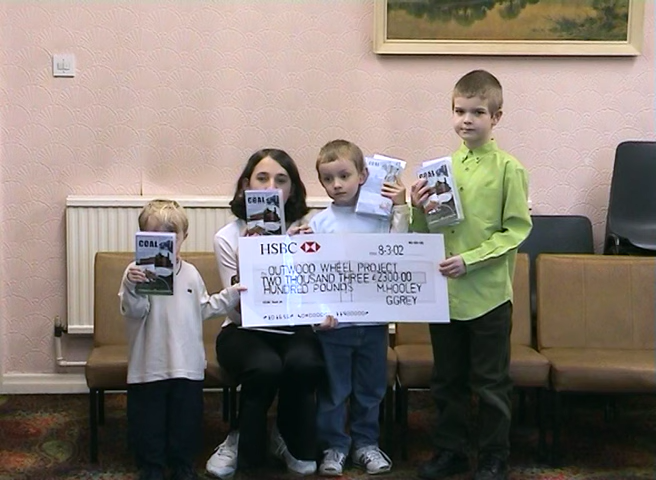 COAL
COAL
COAL
COAL
HSBC
8-3-02
OUTWOOD WHEEL PROJECT
TWO THOUSAND THREE £2300.00
HUNDRED POUNDS M.HOOLEY
G.GREY